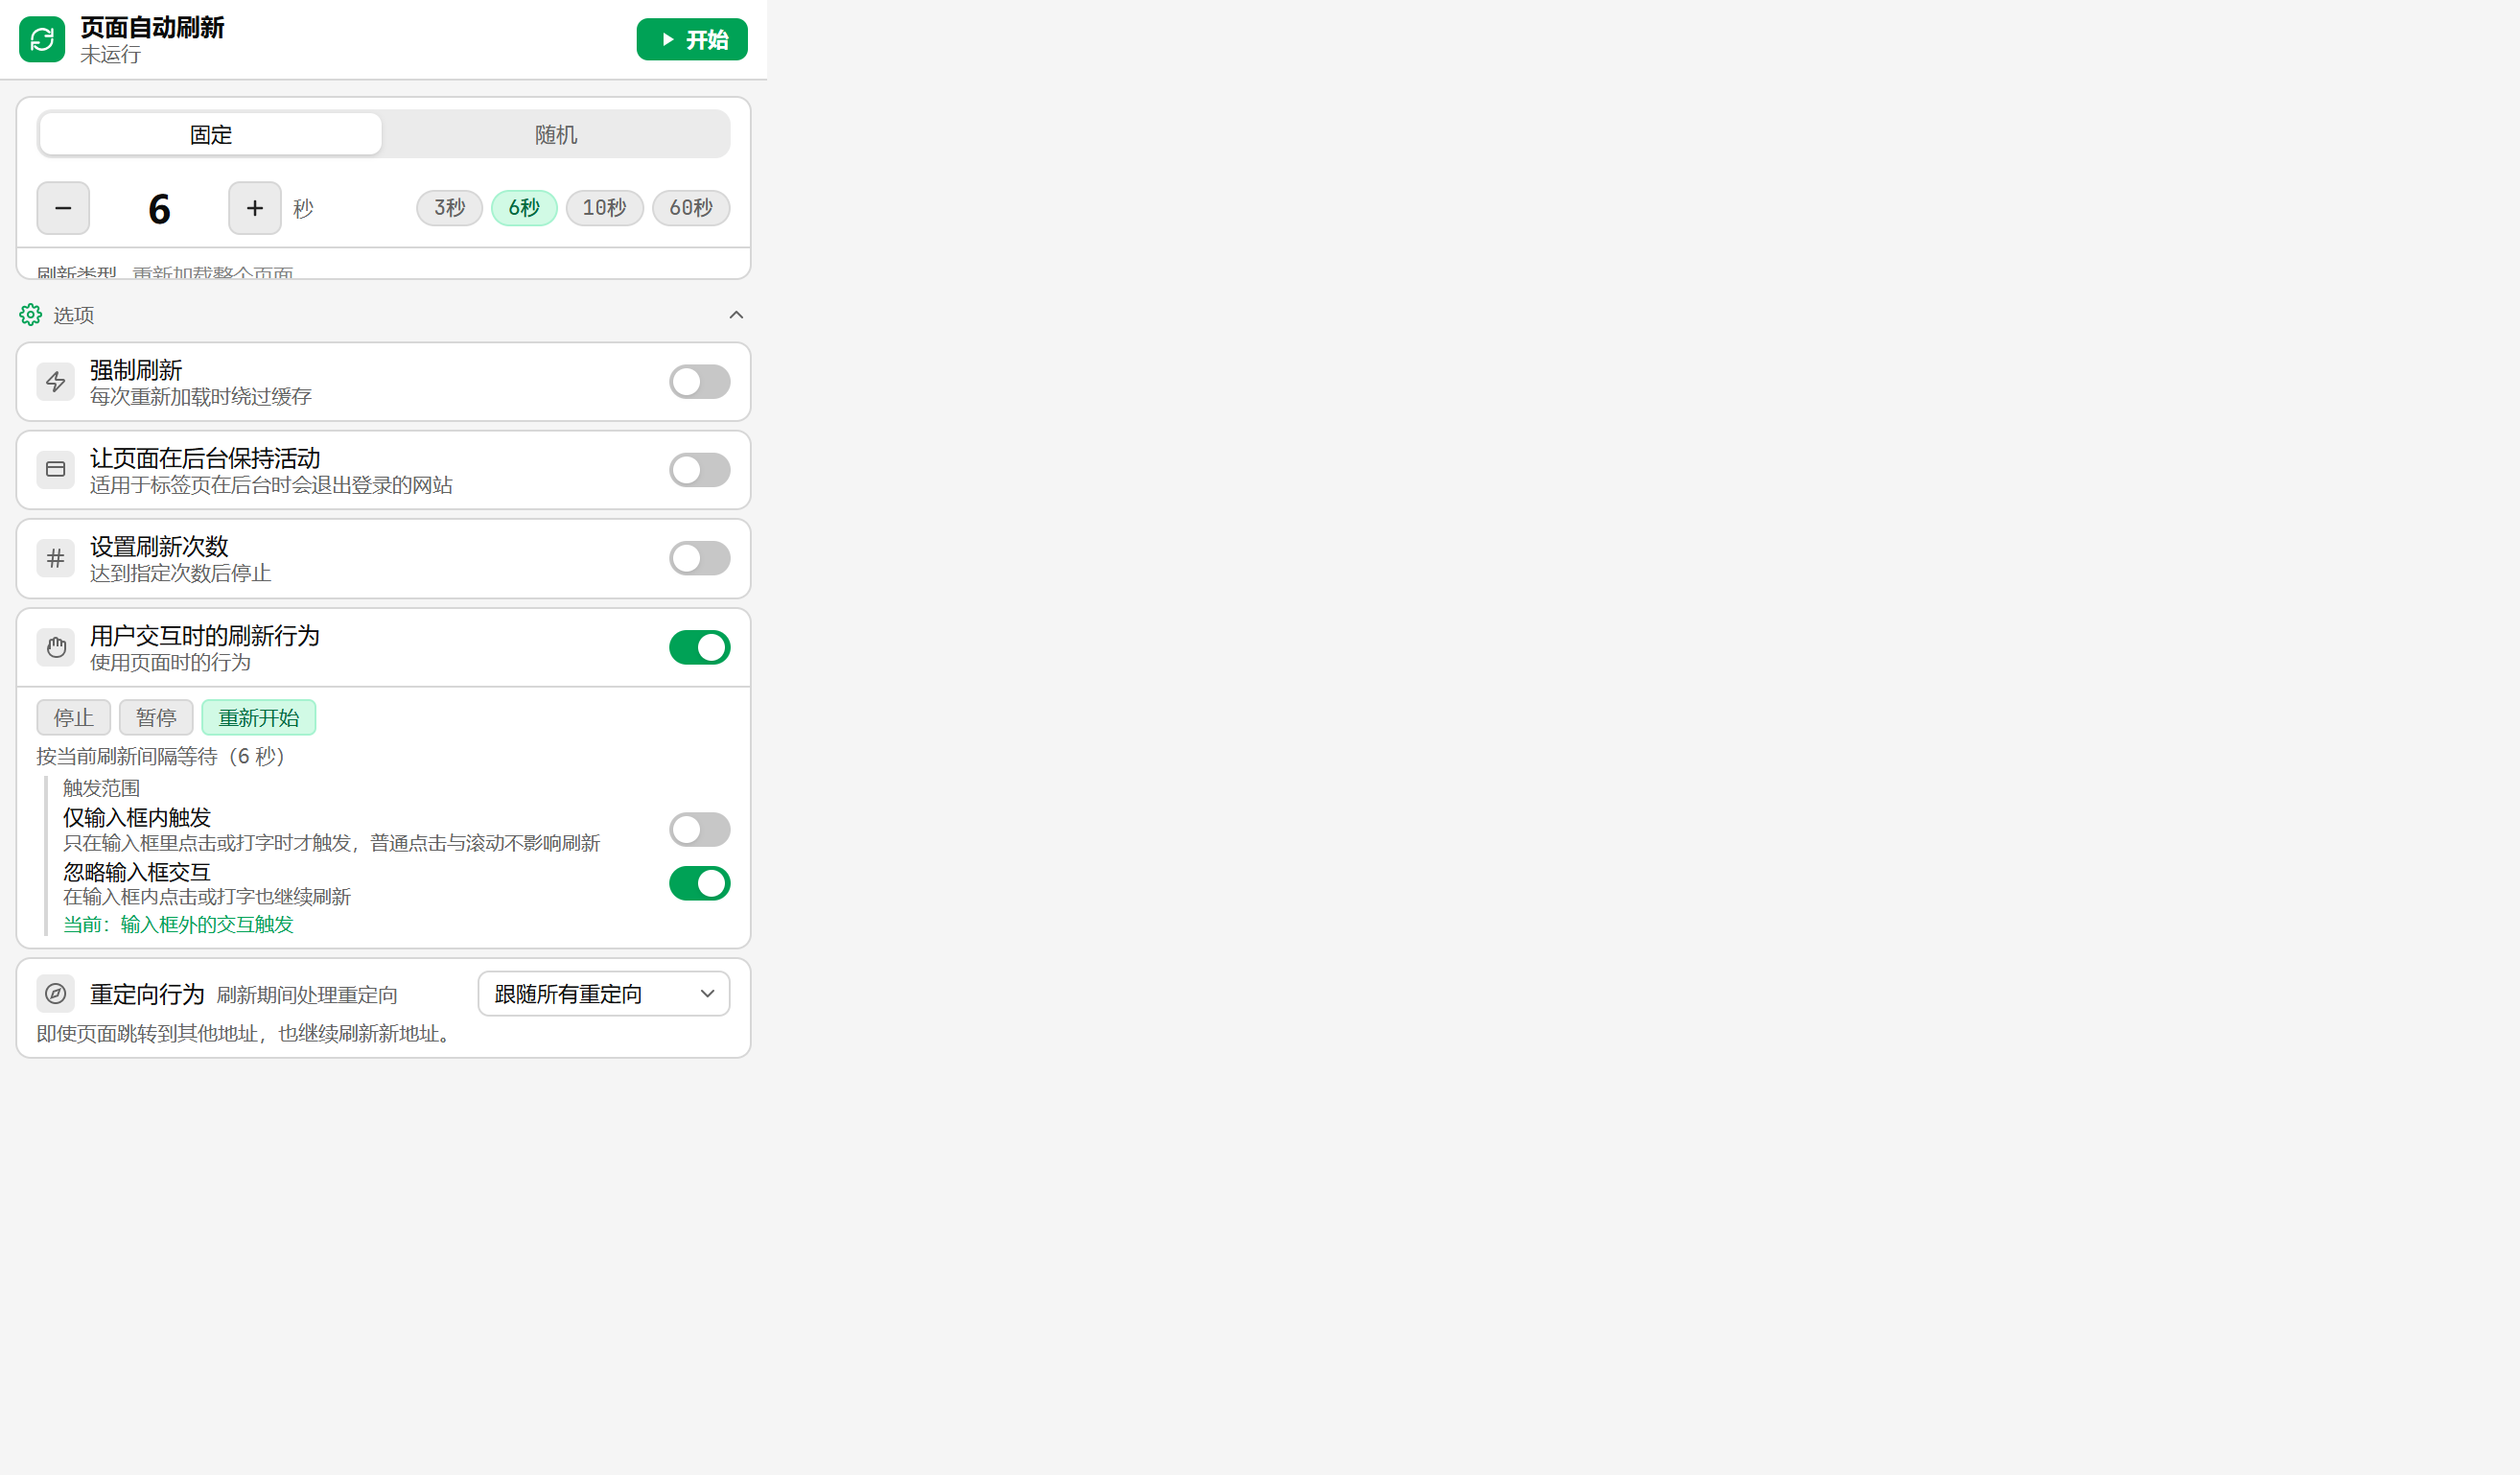 页面自动刷新
未运行
开始
固定
随机
6
秒
3秒
6秒
10秒
60秒
刷新类型 重新加载整个页面
选项
强制刷新
每次重新加载时绕过缓存
让页面在后台保持活动
适用于标签页在后台时会退出登录的网站
设置刷新次数
达到指定次数后停止
用户交互时的刷新行为
使用页面时的行为
停止
暂停
重新开始
按当前刷新间隔等待（6 秒）
触发范围
仅输入框内触发
只在输入框里点击或打字时才触发，普通点击与滚动不影响刷新
忽略输入框交互
在输入框内点击或打字也继续刷新
当前：输入框外的交互触发
重定向行为 刷新期间处理重定向
跟随所有重定向
即使页面跳转到其他地址，也继续刷新新地址。